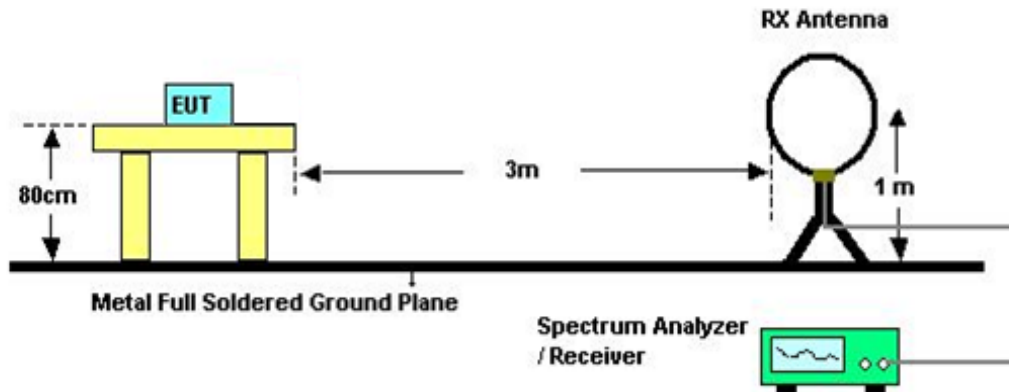 RX Antenna
EUT
80cm
3m
1 m
Metal Full Soldered Ground Plane
Spectrum Analyzer
/ Receiver